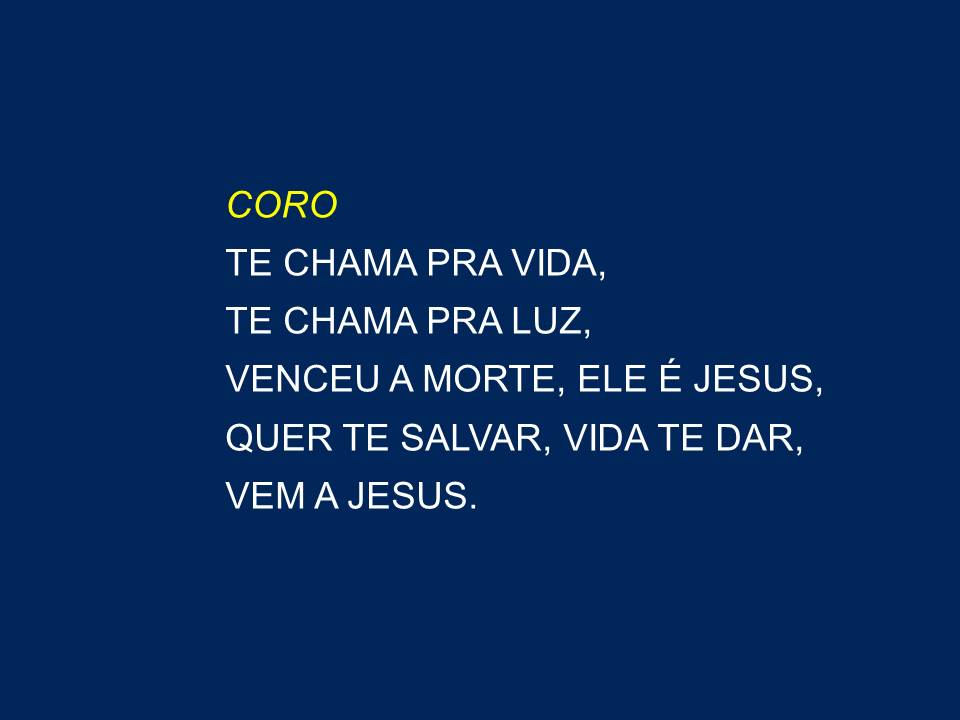 CORO
TE CHAMA PRA VIDA,
TE CHAMA PRA LUZ,
VENCEU A MORTE, ELE É JESUS,
QUER TE SALVAR, VIDA TE DAR,
VEM A JESUS.